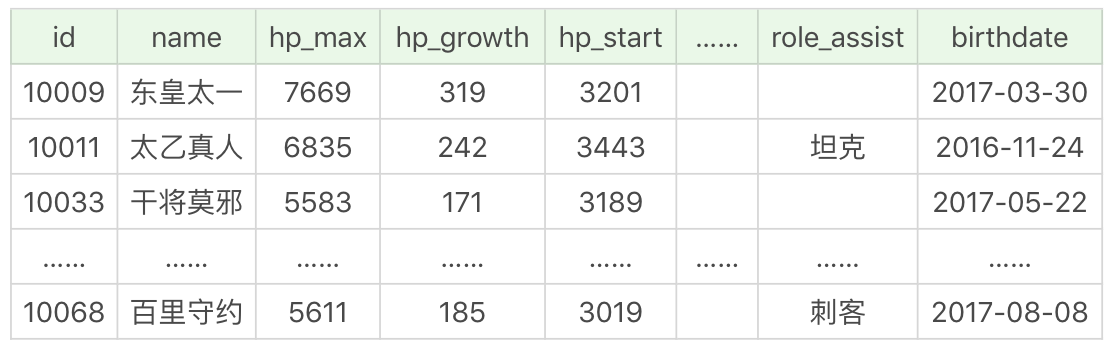 id name hp_max hp_growth hp_start …… role_assist birthdate
10009 东皇太一 7669 319 3201 2017-03-30
10011 太乙真人 6835 242 3443 坦克 2016-11-24
10033 干将莫邪 5583 171 3189 2017-05-22
…… …… …… …… …… …… …… ……
10068 百里守约 5611 185 3019 刺客 2017-08-08